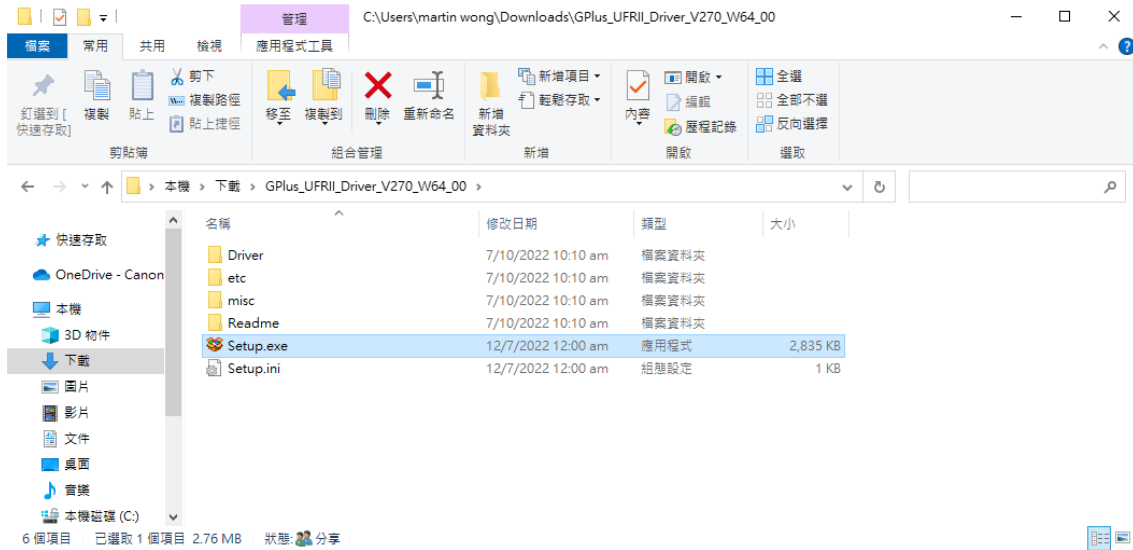 管理
C:\Users\martin wong\Downloads\GPlus_UFRII_Driver_V270_W64_00
檔案 常用 共用 檢視 應用程式工具
釘選到 [快速存取]
複製
貼上
剪下
複製路徑
貼上捷徑
剪貼簿
移至
複製到
刪除
重新命名
組合管理
新增資料夾
新增項目
輕鬆存取
新增
內容
開啟
編輯
歷程記錄
開啟
全選
全部不選
反向選擇
選取
本機 › 下載 › GPlus_UFRII_Driver_V270_W64_00 ›
名稱 修改日期 類型 大小
Driver 7/10/2022 10:10 am 檔案資料夾
etc 7/10/2022 10:10 am 檔案資料夾
misc 7/10/2022 10:10 am 檔案資料夾
Readme 7/10/2022 10:10 am 檔案資料夾
Setup.exe 12/7/2022 12:00 am 應用程式 2,835 KB
Setup.ini 12/7/2022 12:00 am 組態設定 1 KB
快速存取
OneDrive - Canon
本機
3D 物件
下載
圖片
影片
文件
桌面
音樂
本機磁碟 (C:)
6 個項目 已選取 1 個項目 2.76 MB 狀態: 分享